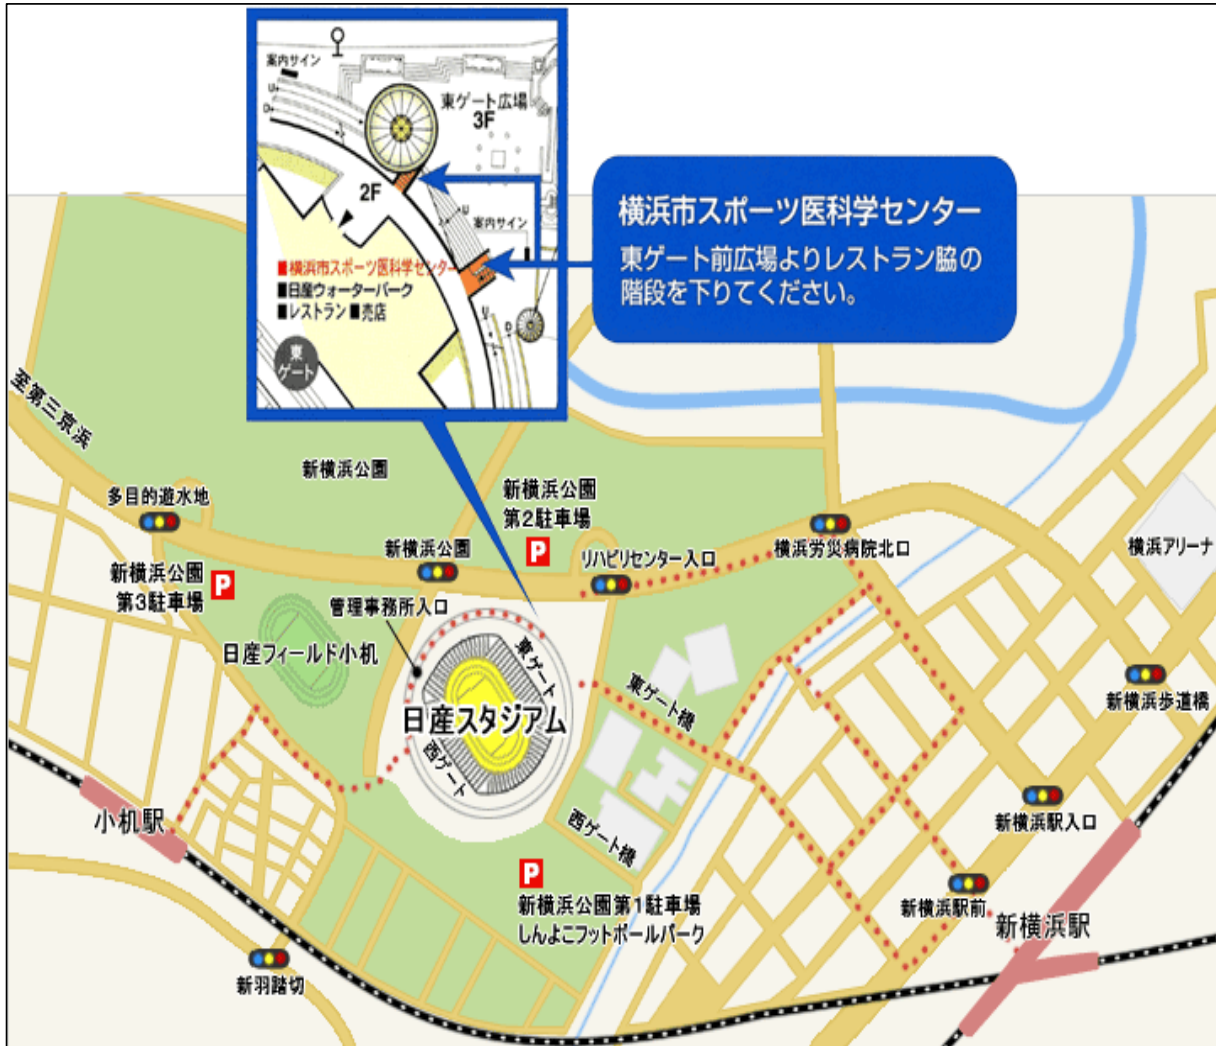 案内サイン
U
D
東ゲート広場
3F
2F
U
案内サイン
■横浜市スポーツ医科学センター
■日産ウォーターパーク
■レストラン■売店
U
D
東
ゲート
横浜市スポーツ医科学センター
東ゲート前広場よりレストラン脇の
階段を下りてください。
至第三京浜
新横浜公園
多目的遊水地
新横浜公園
第2駐車場
P
新横浜公園
リハビリセンター入口
横浜労災病院北口
横浜アリーナ
新横浜公園
第3駐車場
P
管理事務所入口
日産フィールド小机
東ゲート
日産スタジアム
西ゲート
東ゲート橋
新横浜歩道橋
小机駅
西ゲート橋
新横浜駅入口
P
新横浜公園第1駐車場
しんよこフットボールパーク
新横浜駅前
新横浜駅
新羽踏切